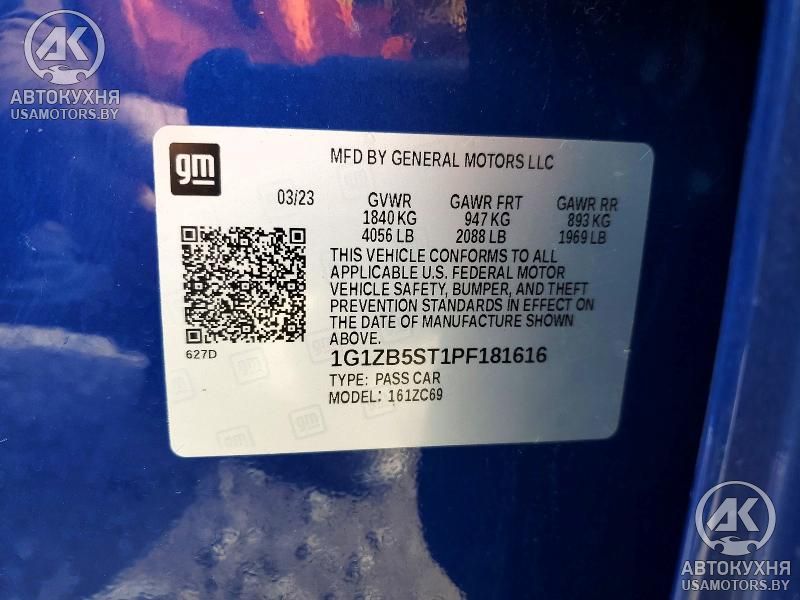 AK
АВТОКУХНЯ
USAMOTORS.BY
gm
MFD BY GENERAL MOTORS LLC
03/23
GVWR GAWR FRT GAWR RR
1840 KG 947 KG 893 KG
4056 LB 2088 LB 1969 LB
THIS VEHICLE CONFORMS TO ALL
APPLICABLE U.S. FEDERAL MOTOR
VEHICLE SAFETY, BUMPER, AND THEFT
PREVENTION STANDARDS IN EFFECT ON
THE DATE OF MANUFACTURE SHOWN
ABOVE.
627D
1G1ZB5ST1PF181616
TYPE: PASS CAR
MODEL: 161ZC69
AK
АВТОКУХНЯ
USAMOTORS.BY